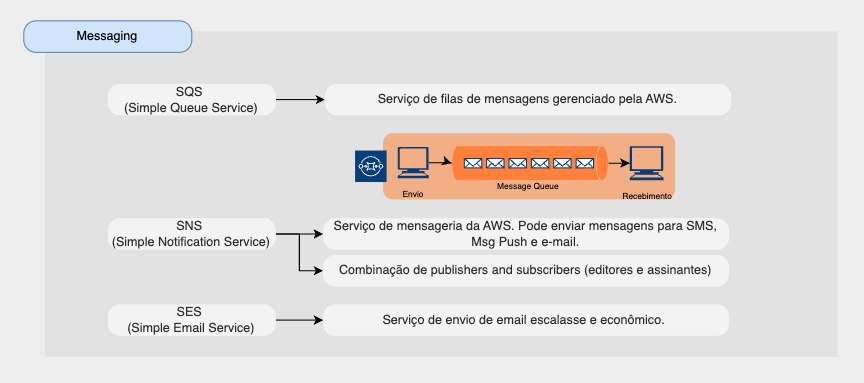 Messaging
SQS
(Simple Queue Service)
Serviço de filas de mensagens gerenciado pela AWS.
Envio
Message Queue
Recebimento
SNS
(Simple Notification Service)
Serviço de mensageria da AWS. Pode enviar mensagens para SMS,
Msg Push e e-mail.
Combinação de publishers and subscribers (editores e assinantes)
SES
(Simple Email Service)
Serviço de envio de email escalasse e econômico.